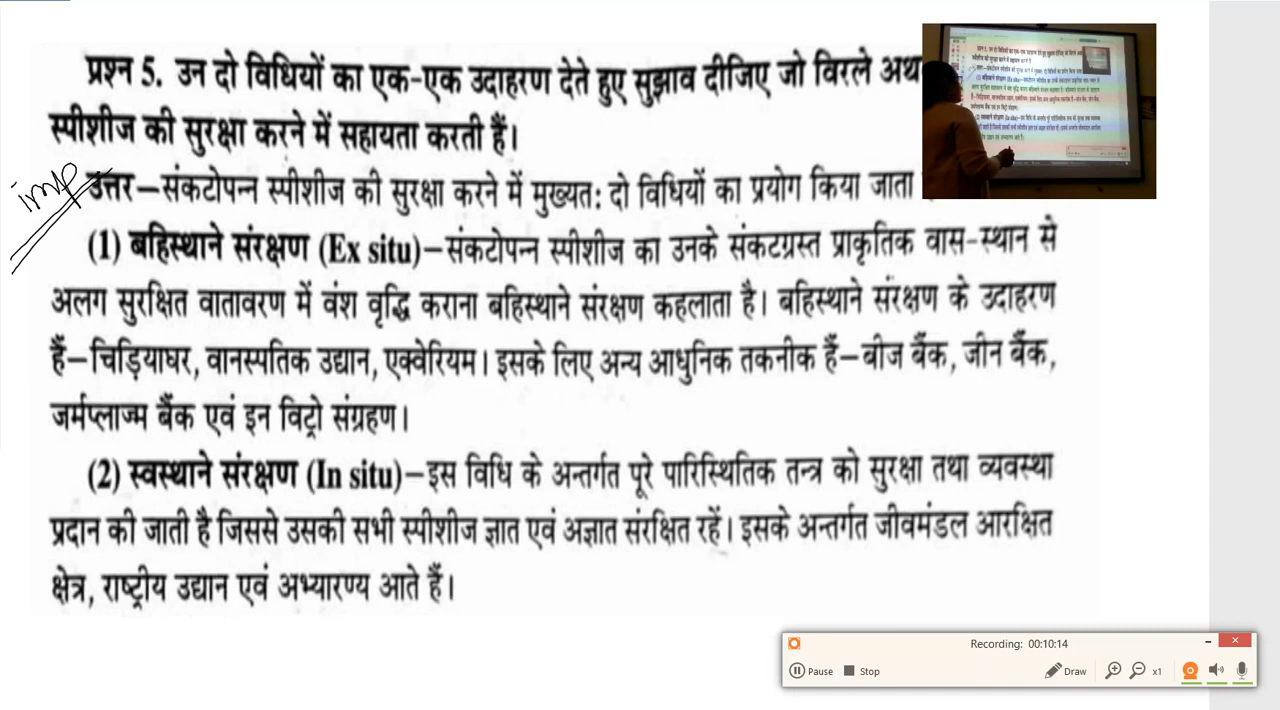 प्रश्न 5. उन दो विधियों का एक-एक उदाहरण देते हुए सुझाव दीजिए जो विरले
स्पीशीज की सुरक्षा करने में सहायता करती हैं।
imp
उत्तर–संकटोपन्न स्पीशीज की सुरक्षा करने में मुख्यत: दो विधियों का प्रयोग किया जाता
(1) बहिस्थाने संरक्षण (Ex situ)–संकटोपन्न स्पीशीज का उनके संकटग्रस्त प्राकृतिक वास-स्थान से
अलग सुरक्षित वातावरण में वंश वृद्धि कराना बहिस्थाने संरक्षण कहलाता है। बहिस्थाने संरक्षण के उदाहरण
हैं–चिड़ियाघर, वानस्पतिक उद्यान, एक्वेरियम। इसके लिए अन्य आधुनिक तकनीक हैं–बीज बैंक, जीन बैंक,
जर्मप्लाज्म बैंक एवं इन विट्रो संग्रहण।
(2) स्वस्थाने संरक्षण (In situ)–इस विधि के अन्तर्गत पूरे पारिस्थितिक तन्त्र को सुरक्षा तथा व्यवस्था
प्रदान की जाती है जिससे उसकी सभी स्पीशीज ज्ञात एवं अज्ञात संरक्षित रहें। इसके अन्तर्गत जीवमंडल आरक्षित
क्षेत्र, राष्ट्रीय उद्यान एवं अभ्यारण्य आते हैं।
Recording: 00:10:14
Pause Stop Draw x1